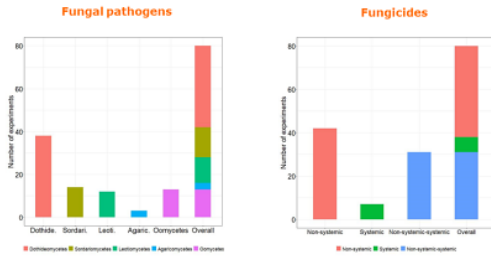 Fungal pathogens
Number of experiments
80
60
40
20
0
Dothide.
Sordari.
Leoti.
Agaric.
Oomycetes
Overall
Dothideomycetes
Sordariomycetes
Leotiomycetes
Agaricomycetes
Oomycetes
Fungicides
Number of experiments
80
60
40
20
0
Non-systemic
Systemic
Non-systemic-systemic
Overall
Non-systemic
Systemic
Non-systemic-systemic